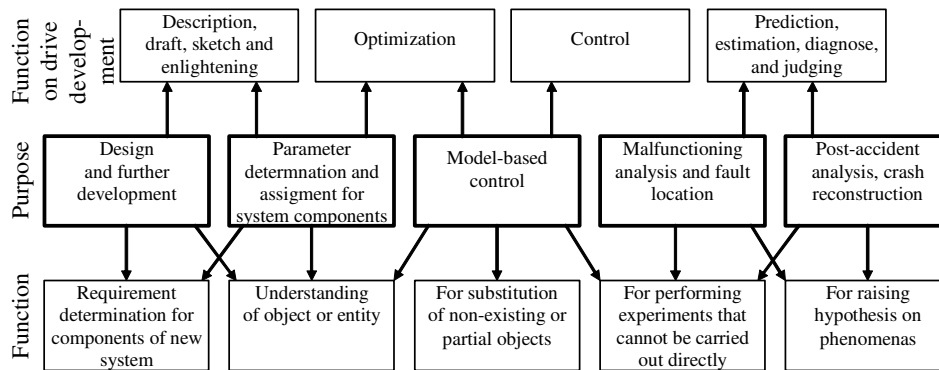 Function
on drive
develop-
ment
Description,
draft, sketch and
enlightening
Optimization
Control
Prediction,
estimation, diagnose,
and judging
Purpose
Design
and further
development
Parameter
determnation and
assigment for
system components
Model-based
control
Malfunctioning
analysis and fault
location
Post-accident
analysis, crash
reconstruction
Function
Requirement
determination for
components of new
system
Understanding
of object or entity
For substitution
of non-existing or
partial objects
For performing
experiments that
cannot be carried
out directly
For raising
hypothesis on
phenomenas